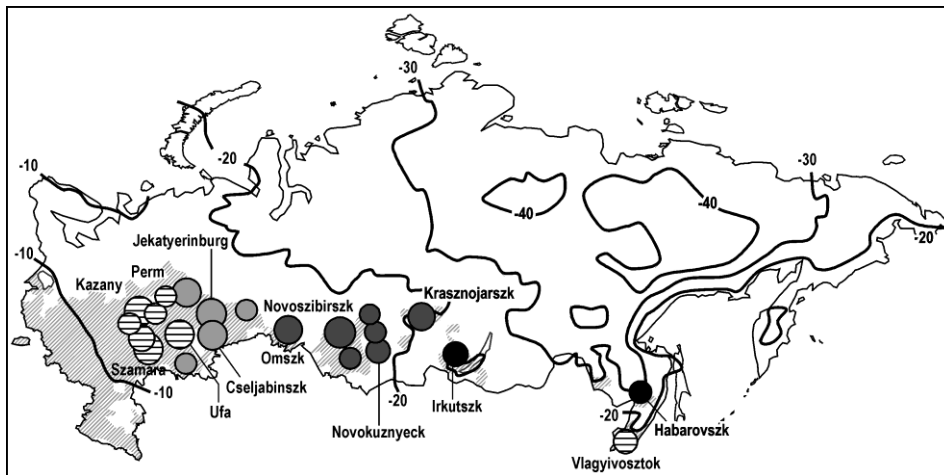 -30
-20
-10
-30
-40
-40
-20
-10
Jekatyerinburg
Perm
Kazany
Novoszibirszk
Krasznojarszk
Omszk
Szamara
Cseljabinszk
-10
Ufa
-20
Irkutszk
-20
Novokuznyeck
Habarovszk
Vlagyivosztok